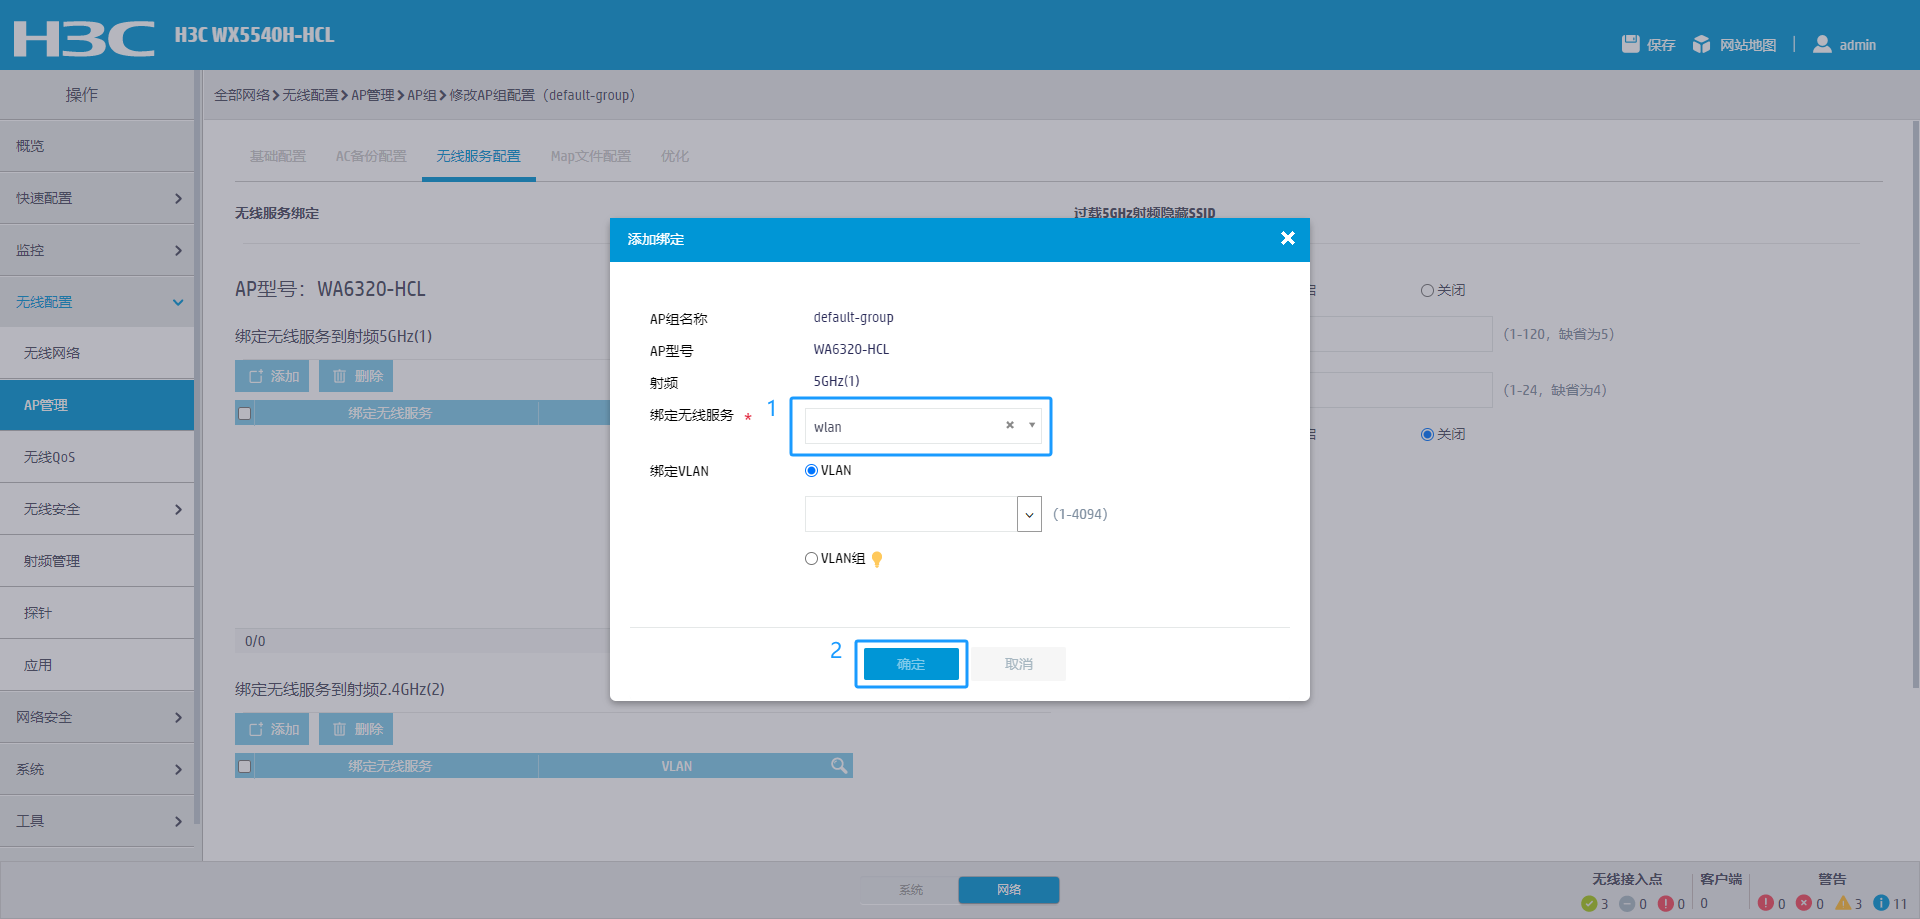 H3C H3C WX5540H-HCL
保存 网站地图 | admin
操作
全部网络 > 无线配置 > AP管理 > AP组 > 修改AP组配置（default-group）
概览
快速配置
监控
无线配置
无线网络
AP管理
无线QoS
无线安全
射频管理
探针
应用
网络安全
系统
工具
基础配置 AC备份配置 无线服务配置 Map文件配置 优化
无线服务绑定
过载5GHz射频隐藏SSID
AP型号：WA6320-HCL
关闭
绑定无线服务到射频5GHz(1)
(1-120，缺省为5)
添加 删除
(1-24，缺省为4)
绑定无线服务
关闭
0/0
绑定无线服务到射频2.4GHz(2)
添加 删除
绑定无线服务 VLAN
添加绑定
AP组名称 default-group
AP型号 WA6320-HCL
射频 5GHz(1)
绑定无线服务 * 1 wlan
绑定VLAN VLAN
(1-4094)
VLAN组
2 确定 取消
系统 网络
无线接入点 客户端 警告
3 0 0 0 0 0 3 11